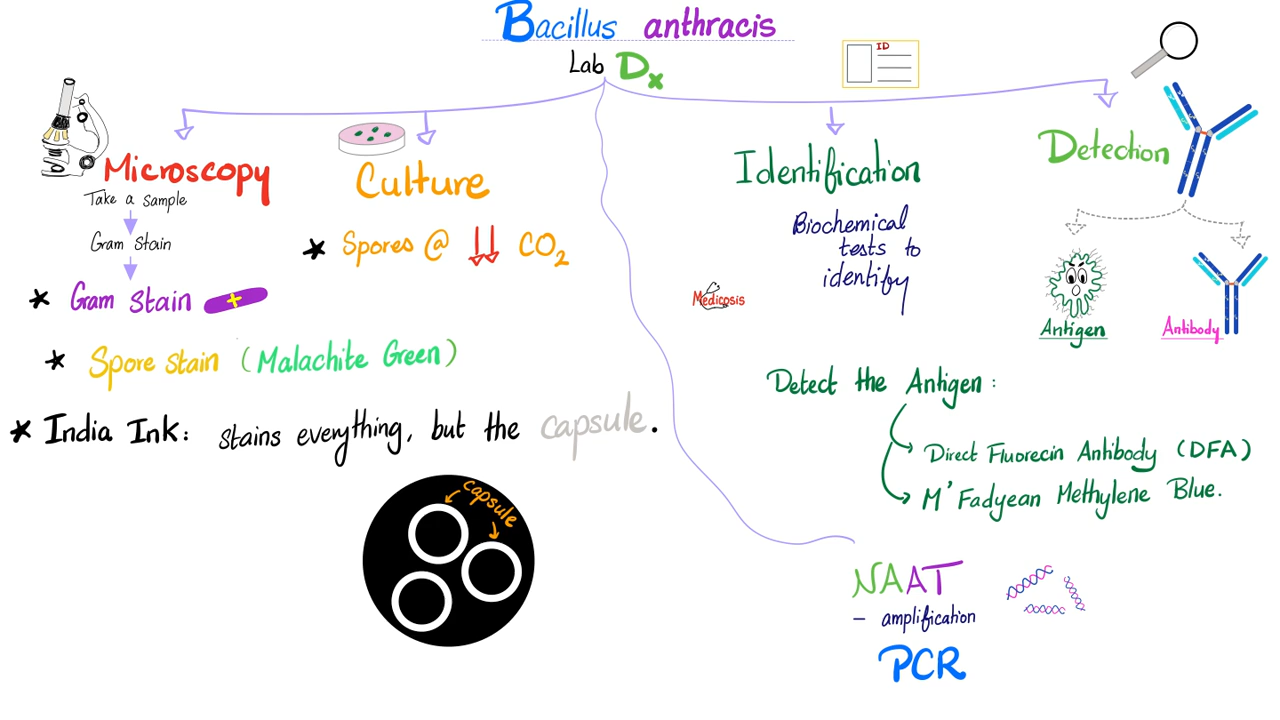 Bacillus anthracis
Lab Dx
ID
Microscopy
Take a sample
Gram Stain
* Gram Stain +
* Spore stain (Malachite Green)
* India Ink: stains everything, but the capsule.
capsule
Culture
* Spores @ ↓↓ CO2
Identification
Biochemical
tests to
identify
Medicosis
Detection
Antigen
Antibody
Detect the Antigen:
Direct Fluorecin Antibody (DFA)
M'Fadyean Methylene Blue.
NAAT
- amplification
PCR